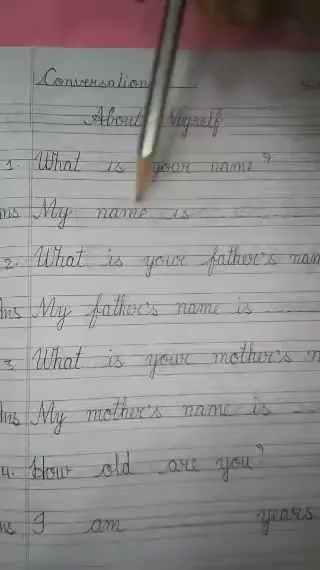 Conversation
About Myself
1. What is your name?
Ans My name is ......
2. What is your father's nam
Ans My father's name is ....
3. What is your mother's n
Ans My mother's name is ...
4. How old are you?
Ans I am years